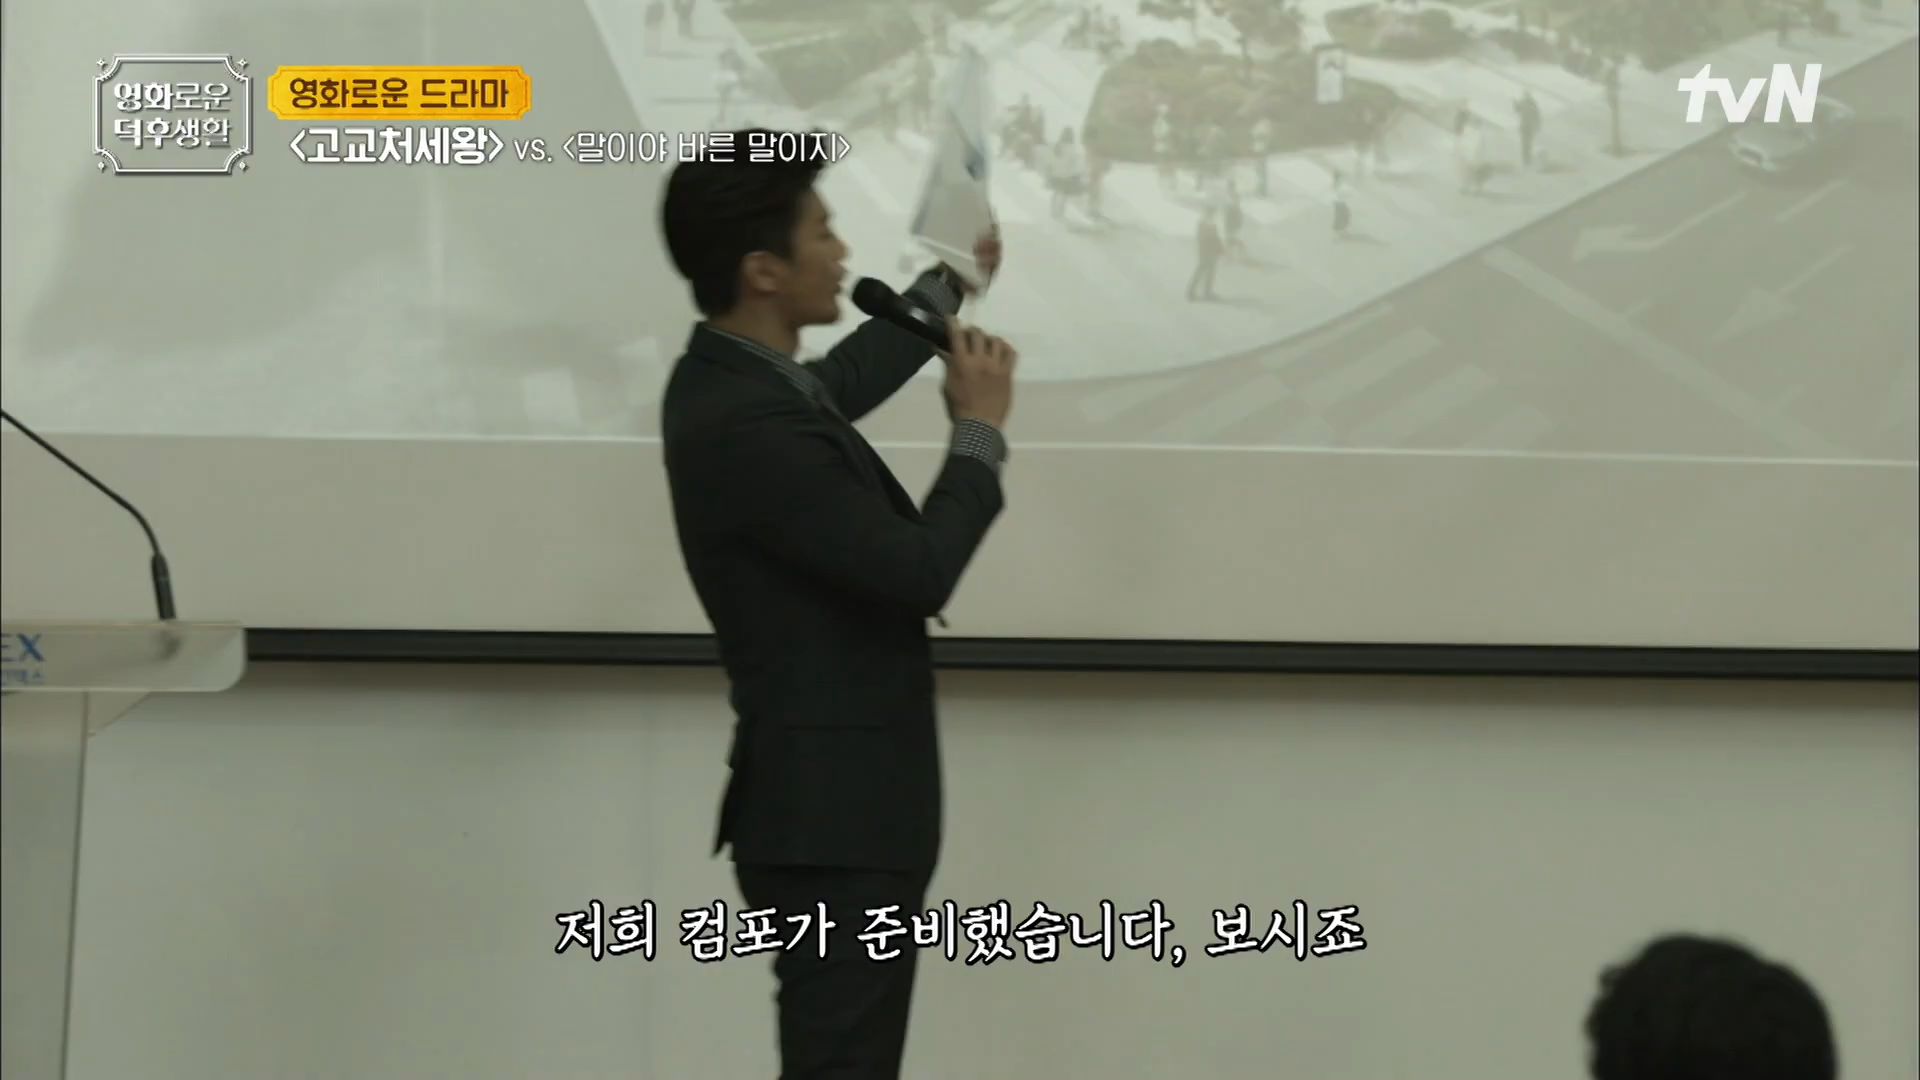 영화로운
덕후생활
영화로운 드라마
<고교처세왕> vs. <말이야 바른 말이지>
tvN
EX
저희 컴포가 준비했습니다, 보시죠